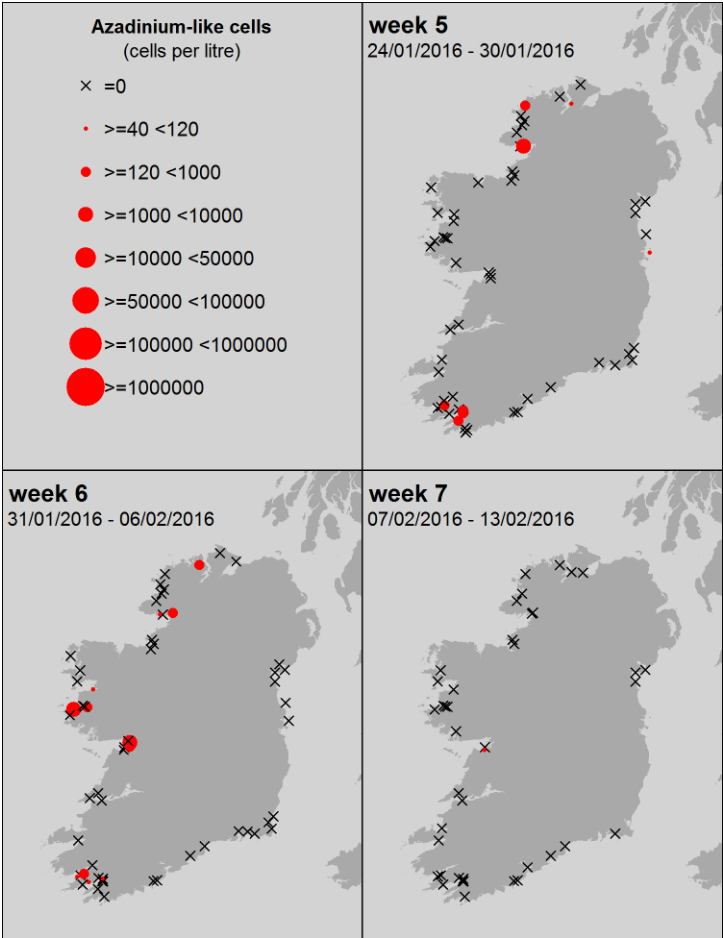 Azadinium-like cells
(cells per litre)
=0
>=40 <120
>=120 <1000
>=1000 <10000
>=10000 <50000
>=50000 <100000
>=100000 <1000000
>=1000000
week 5
24/01/2016 - 30/01/2016
week 6
31/01/2016 - 06/02/2016
week 7
07/02/2016 - 13/02/2016